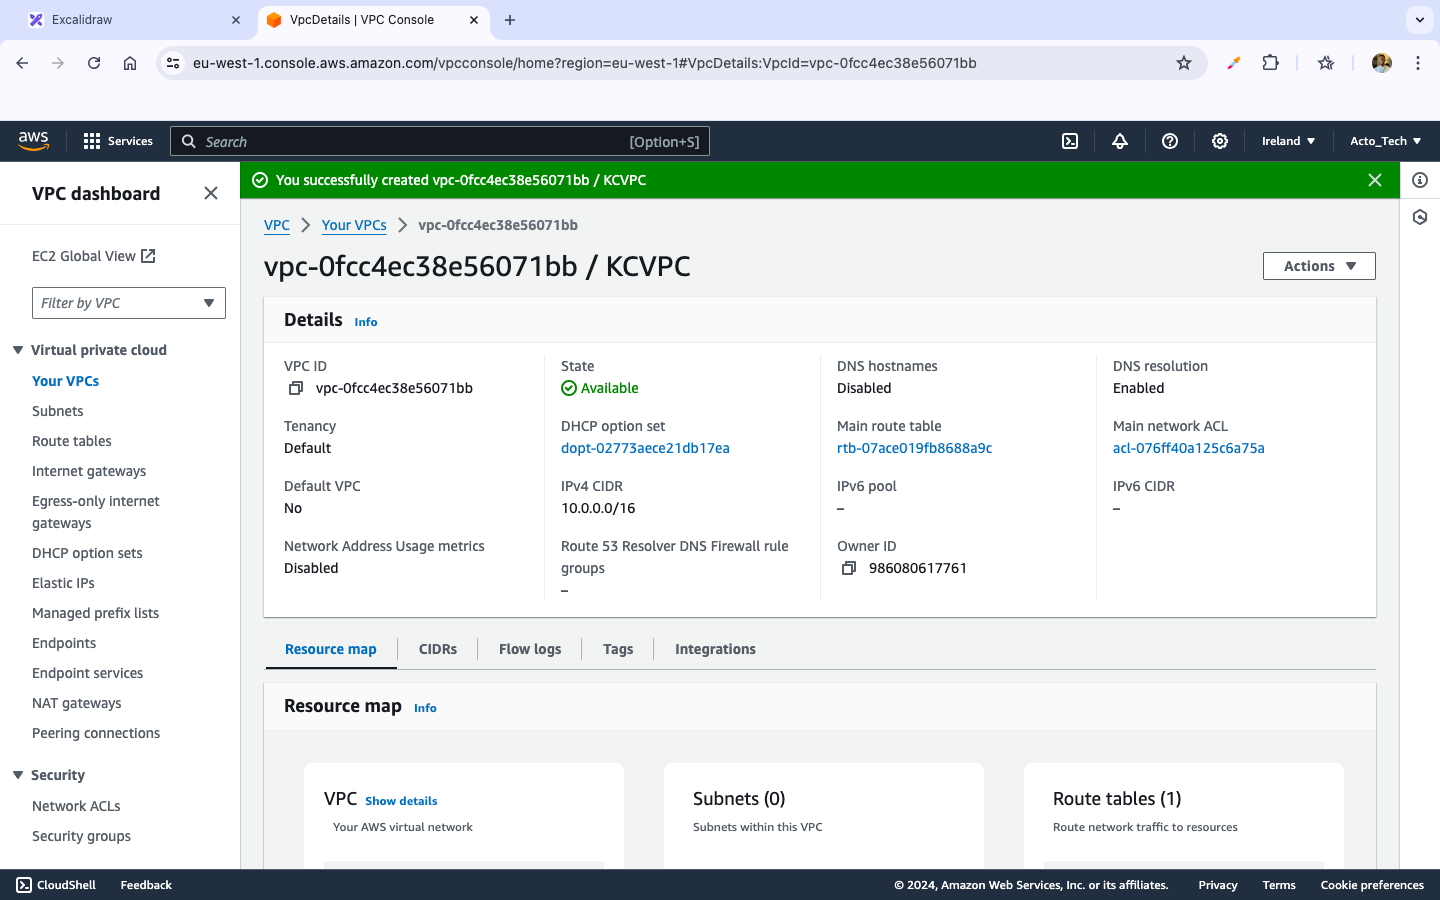 Excalidraw
VpcDetails | VPC Console
eu-west-1.console.aws.amazon.com/vpcconsole/home?region=eu-west-1#VpcDetails:VpcId=vpc-0fcc4ec38e56071bb
aws
Services
Search
[Option+S]
Ireland
Acto_Tech
VPC dashboard
EC2 Global View
Filter by VPC
Virtual private cloud
Your VPCs
Subnets
Route tables
Internet gateways
Egress-only internet
gateways
DHCP option sets
Elastic IPs
Managed prefix lists
Endpoints
Endpoint services
NAT gateways
Peering connections
Security
Network ACLs
Security groups
You successfully created vpc-0fcc4ec38e56071bb / KCVPC
VPC
Your VPCs
vpc-0fcc4ec38e56071bb
vpc-0fcc4ec38e56071bb / KCVPC
Actions
Details Info
VPC ID
vpc-0fcc4ec38e56071bb
State
Available
DNS hostnames
Disabled
DNS resolution
Enabled
Tenancy
Default
DHCP option set
dopt-02773aece21db17ea
Main route table
rtb-07ace019fb8688a9c
Main network ACL
acl-076ff40a125c6a75a
Default VPC
No
IPv4 CIDR
10.0.0.0/16
IPv6 pool
–
IPv6 CIDR
–
Network Address Usage metrics
Disabled
Route 53 Resolver DNS Firewall rule
groups
–
Owner ID
986080617761
Resource map
CIDRs
Flow logs
Tags
Integrations
Resource map Info
VPC Show details
Your AWS virtual network
Subnets (0)
Subnets within this VPC
Route tables (1)
Route network traffic to resources
CloudShell
Feedback
© 2024, Amazon Web Services, Inc. or its affiliates.
Privacy
Terms
Cookie preferences